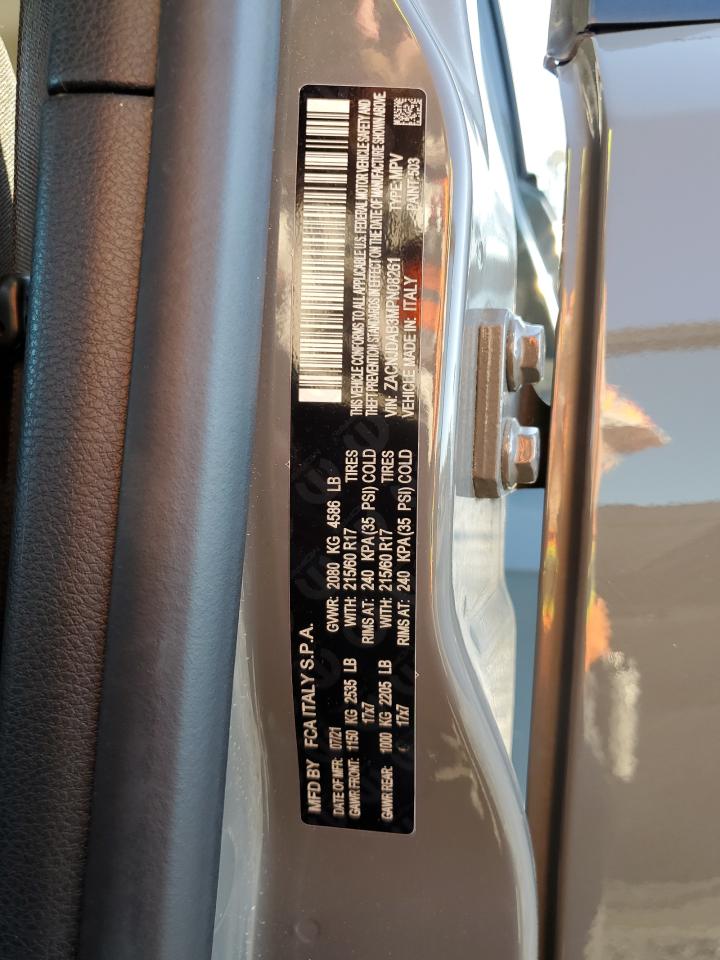 MFD BY FCA ITALY S.P.A.
DATE OF MFR: 07/21 GVWR: 2080 KG 4586 LB
GAWR FRONT: 1150 KG 2535 LB WITH: 215/60 R17 TIRES
17x7 RIMS AT: 240 KPA(35 PSI) COLD
GAWR REAR: 1000 KG 2205 LB WITH: 215/60 R17 TIRES
17x7 RIMS AT: 240 KPA(35 PSI) COLD
THIS VEHICLE CONFORMS TO ALL APPLICABLE U.S. FEDERAL MOTOR VEHICLE SAFETY AND
THEFT PREVENTION STANDARDS IN EFFECT ON THE DATE OF MANUFACTURE SHOWN ABOVE.
VIN: ZACNJDAB3MPN08261 TYPE: MPV
VEHICLE MADE IN: ITALY PAINT: 503